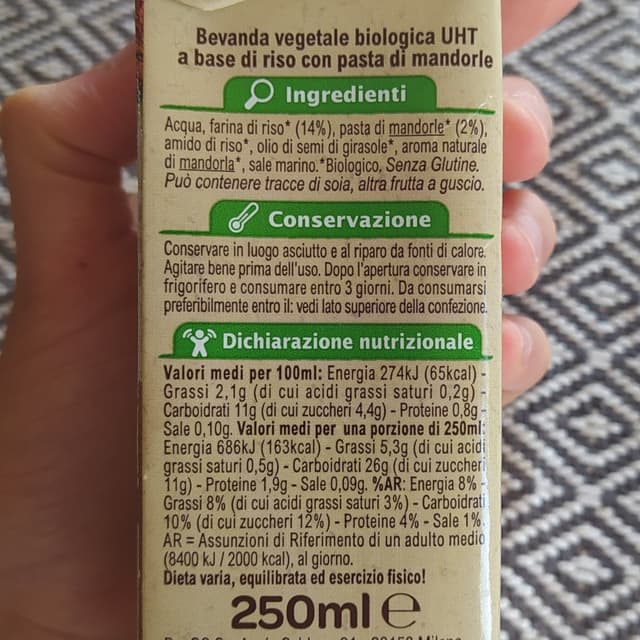 Bevanda vegetale biologica UHT
a base di riso con pasta di mandorle
Ingredienti
Acqua, farina di riso* (14%), pasta di mandorle* (2%),
amido di riso*, olio di semi di girasole*, aroma naturale
di mandorla*, sale marino.*Biologico, Senza Glutine.
Può contenere tracce di soia, altra frutta a guscio.
Conservazione
Conservare in luogo asciutto e al riparo da fonti di calore.
Agitare bene prima dell'uso. Dopo l'apertura conservare in
frigorifero e consumare entro 3 giorni. Da consumarsi
preferibilmente entro il: vedi lato superiore della confezione.
Dichiarazione nutrizionale
Valori medi per 100ml: Energia 274kJ (65kcal) -
Grassi 2,1g (di cui acidi grassi saturi 0,2g) -
Carboidrati 11g (di cui zuccheri 4,4g) - Proteine 0,8g -
Sale 0,10g. Valori medi per una porzione di 250ml:
Energia 686kJ (163kcal) - Grassi 5,3g (di cui acidi
grassi saturi 0,5g) - Carboidrati 26g (di cui zuccheri
11g) - Proteine 1,9g - Sale 0,09g. %AR: Energia 8% -
Grassi 8% (di cui acidi grassi saturi 3%) - Carboidrati
10% (di cui zuccheri 12%) - Proteine 4% - Sale 1%.
AR = Assunzioni di Riferimento di un adulto medio
(8400 kJ / 2000 kcal), al giorno.
Dieta varia, equilibrata ed esercizio fisico!
250ml e